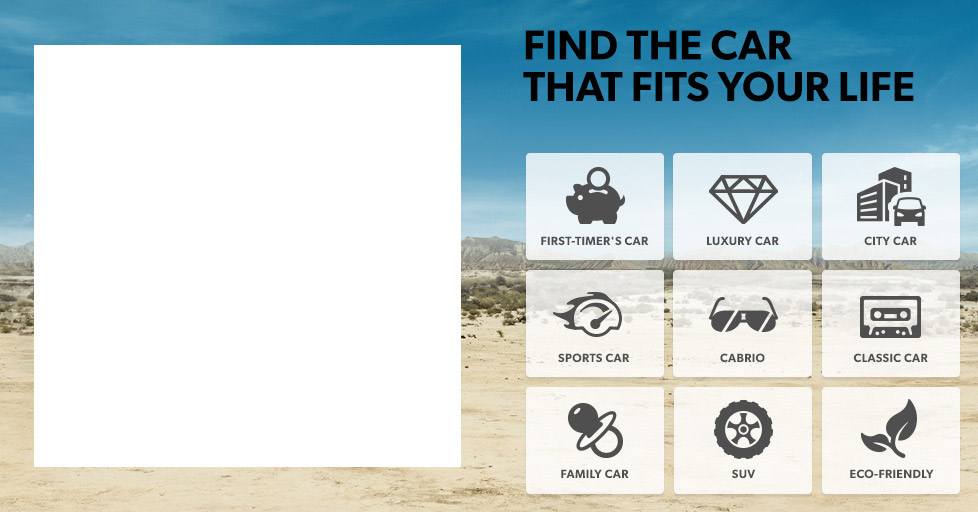 FIND THE CAR
THAT FITS YOUR LIFE
FIRST-TIMER'S CAR
LUXURY CAR
CITY CAR
SPORTS CAR
CABRIO
CLASSIC CAR
FAMILY CAR
SUV
ECO-FRIENDLY